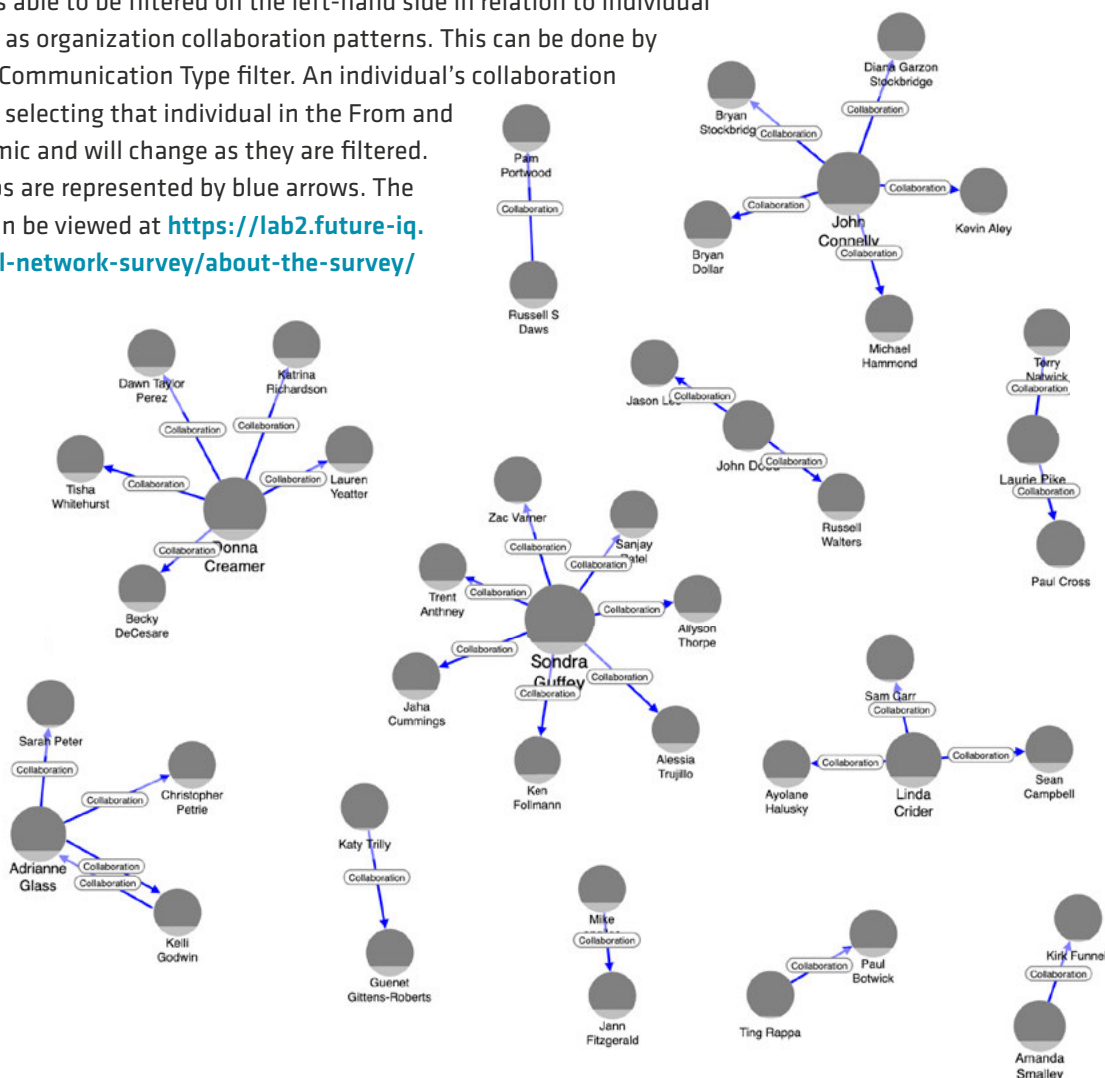 s able to be filtered on the left-hand side in relation to individual
as organization collaboration patterns. This can be done by
Communication Type filter. An individual's collaboration
selecting that individual in the From and
mic and will change as they are filtered.
os are represented by blue arrows. The
n be viewed at https://lab2.future-iq.
l-network-survey/about-the-survey/
Pam
Portwood
Collaboration
Russell S
Daws
Diana Garzon
Stockbridge
Collaboration
Bryan
Collaboration
Collaboration
Kevin Aley
Collaboration
Bryan
Dollar
John
Connelly
Collaboration
Michael
Hammond
Dawn Taylor
Perez
Katrina
Richardson
Collaboration
Collaboration
Tisha
Whitehurst
Collaboration
Collaboration
Lauren
Yeatter
Collaboration
Donna
Creamer
Becky
DeCesare
Jason
Collaboration
John
Collaboration
Russell
Walters
Terry
Natwick
Collaboration
Laurie Pike
Collaboration
Paul Cross
Zac Varner
Collaboration
Sanjay
Collaboration
Trent
Anthney
Collaboration
Collaboration
Allyson
Thorpe
Collaboration
Sondra
Guffey
Collaboration
Collaboration
Jaha
Cummings
Ken
Follmann
Alessia
Trujillo
Sam
Collaboration
Collaboration
Collaboration
Ayolane
Halusky
Linda
Crider
Sean
Campbell
Sarah Peter
Collaboration
Christopher
Petrie
Collaboration
Adrianne
Glass
Collaboration
Collaboration
Kelli
Godwin
Katy Trilly
Collaboration
Guenet
Gittens-Roberts
Mike
Collaboration
Jann
Fitzgerald
Collaboration
Paul
Botwick
Ting Rappa
Kirk Funnel
Collaboration
Amanda
Smalley